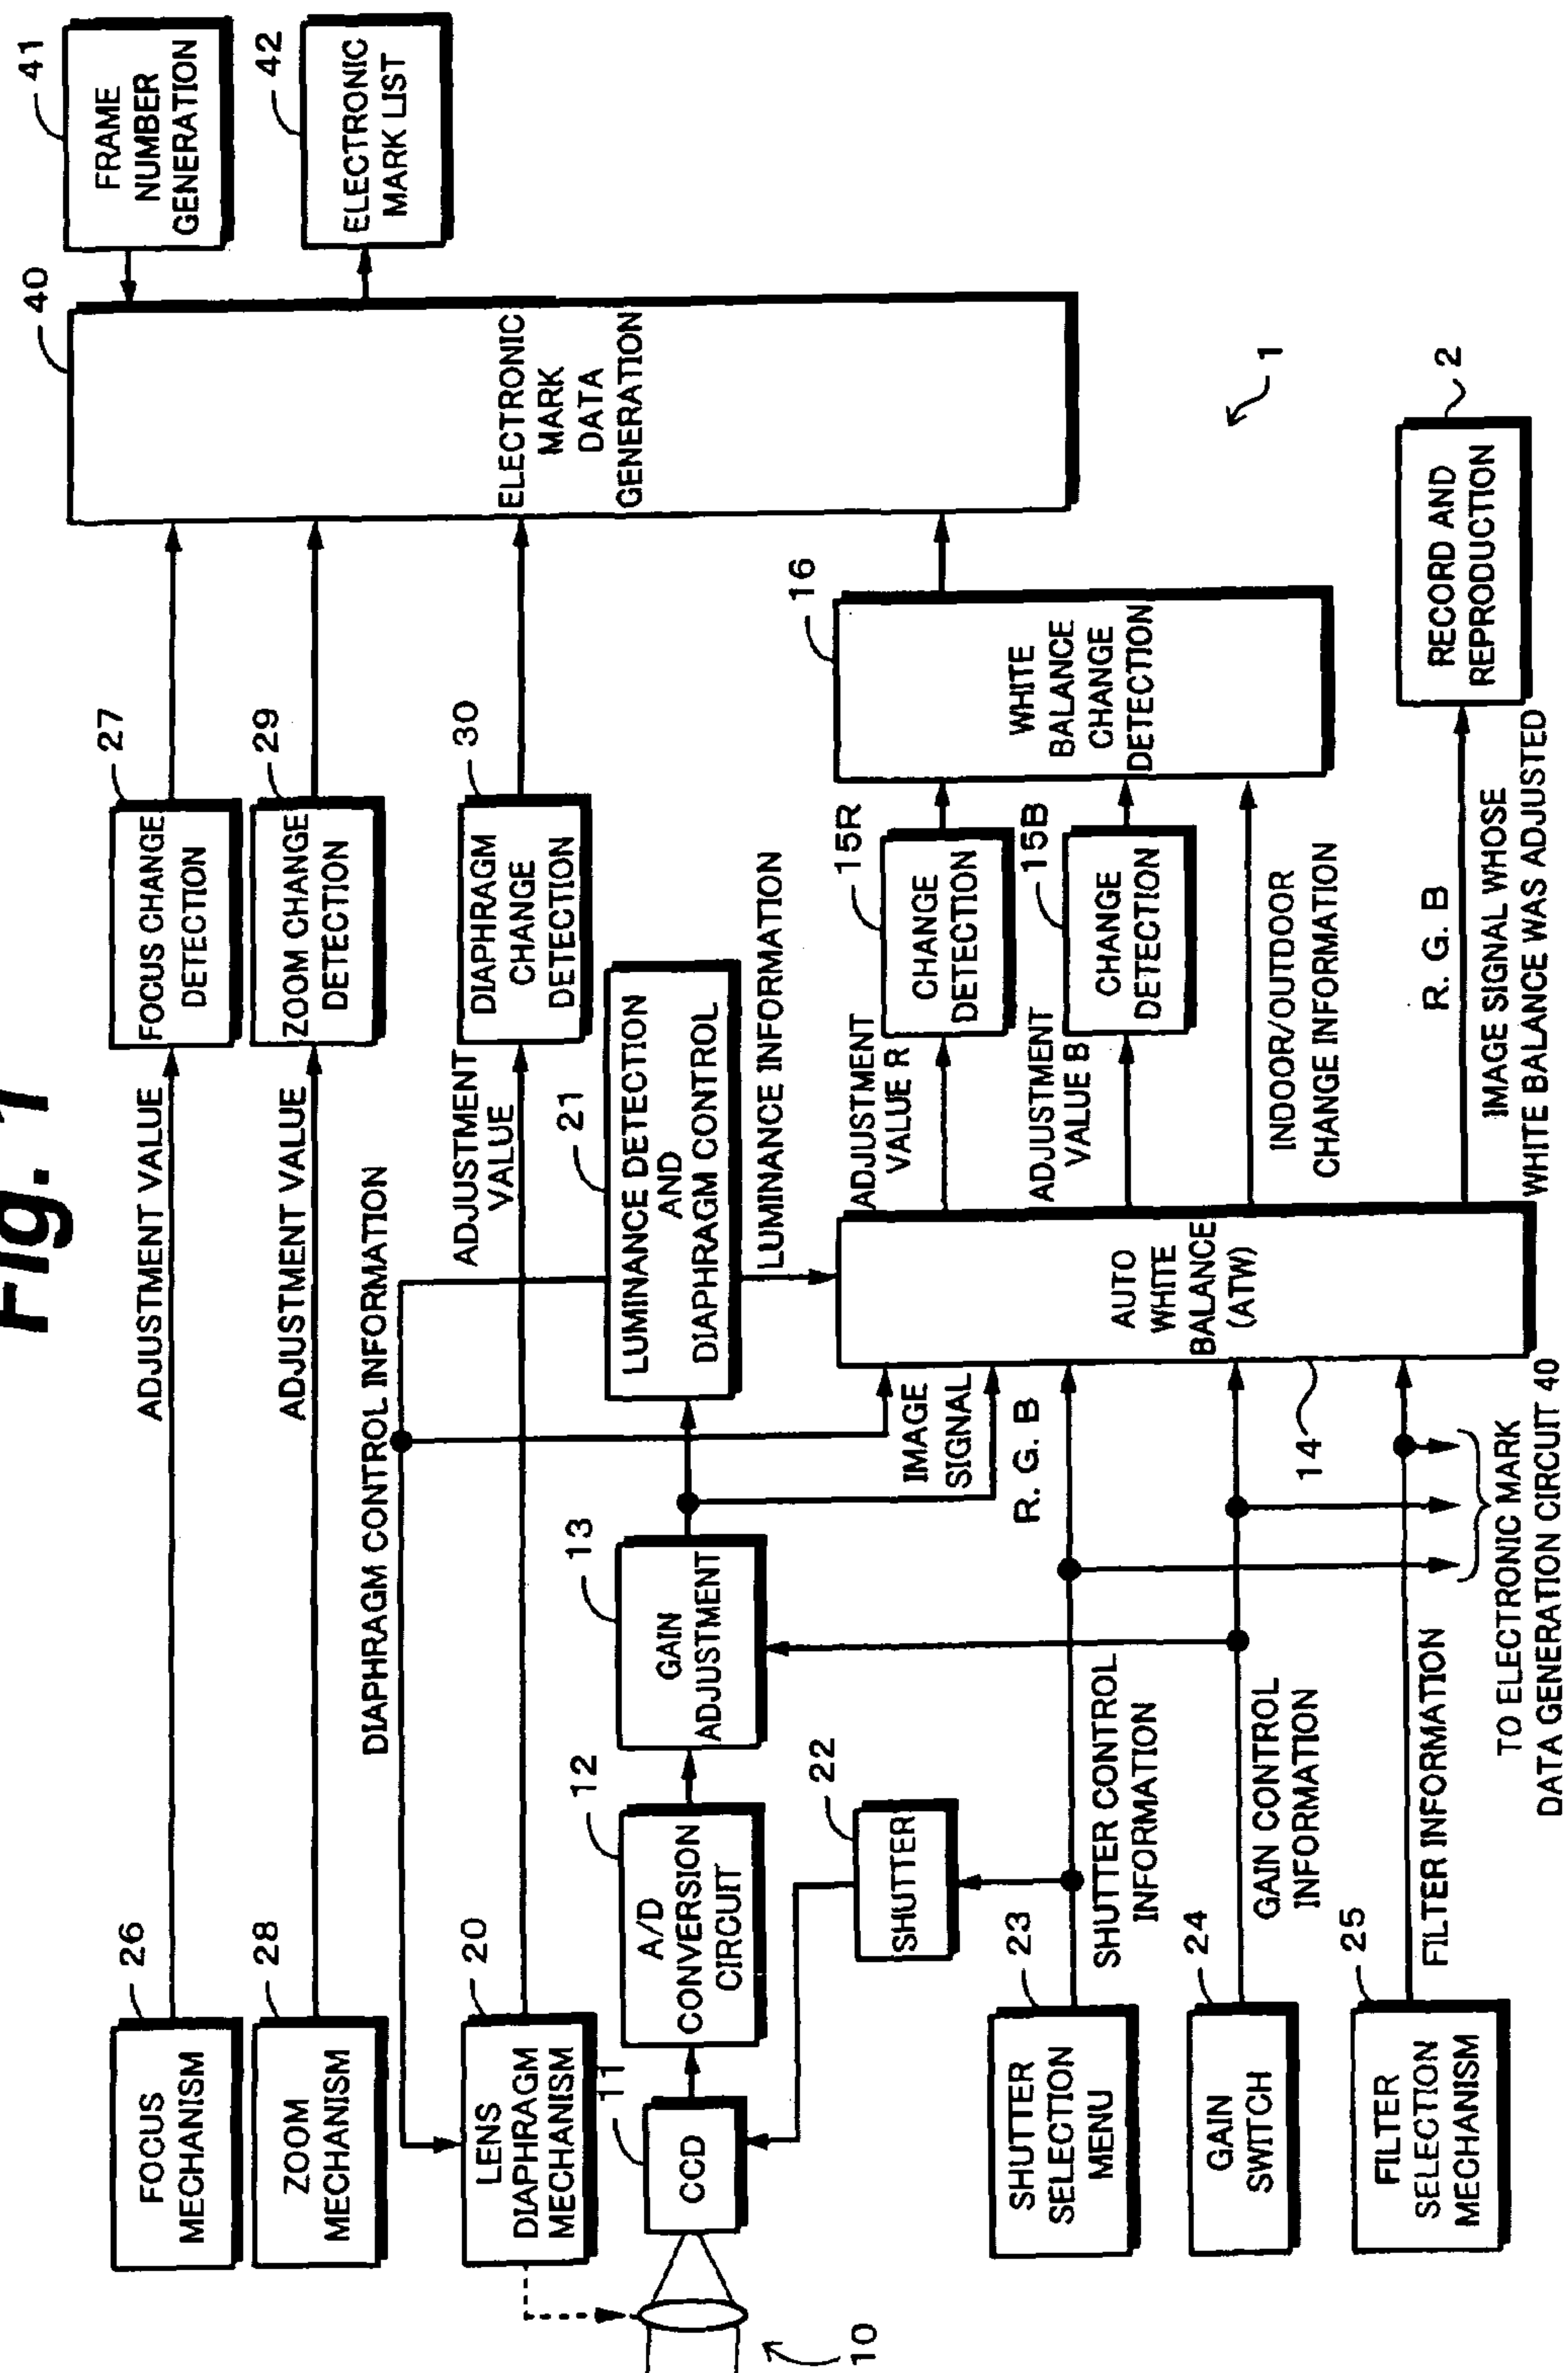 Fig. 1
26
FOCUS
MECHANISM
ADJUSTMENT VALUE
27
FOCUS CHANGE
DETECTION
28
ZOOM
MECHANISM
ADJUSTMENT VALUE
29
ZOOM CHANGE
DETECTION
40
ELECTRONIC
MARK
DATA
GENERATION
41
FRAME
NUMBER
GENERATION
42
ELECTRONIC
MARK LIST
DIAPHRAGM CONTROL INFORMATION
20
LENS
DIAPHRAGM
MECHANISM
ADJUSTMENT
VALUE
30
DIAPHRAGM
CHANGE
DETECTION
10
11
CCD
12
A/D
CONVERSION
CIRCUIT
13
GAIN
ADJUSTMENT
21
LUMINANCE DETECTION
AND
DIAPHRAGM CONTROL
LUMINANCE INFORMATION
22
SHUTTER
IMAGE
SIGNAL
R. G. B
14
AUTO
WHITE
BALANCE
(ATW)
ADJUSTMENT
VALUE R
15R
CHANGE
DETECTION
ADJUSTMENT
VALUE B
15B
CHANGE
DETECTION
16
WHITE
BALANCE
CHANGE
DETECTION
INDOOR/OUTDOOR
CHANGE INFORMATION
1
23
SHUTTER
SELECTION
MENU
SHUTTER CONTROL
INFORMATION
24
GAIN
SWITCH
GAIN CONTROL
INFORMATION
25
FILTER
SELECTION
MECHANISM
FILTER INFORMATION
TO ELECTRONIC MARK
DATA GENERATION CIRCUIT 40
R. G. B
IMAGE SIGNAL WHOSE
WHITE BALANCE WAS ADJUSTED
2
RECORD AND
REPRODUCTION